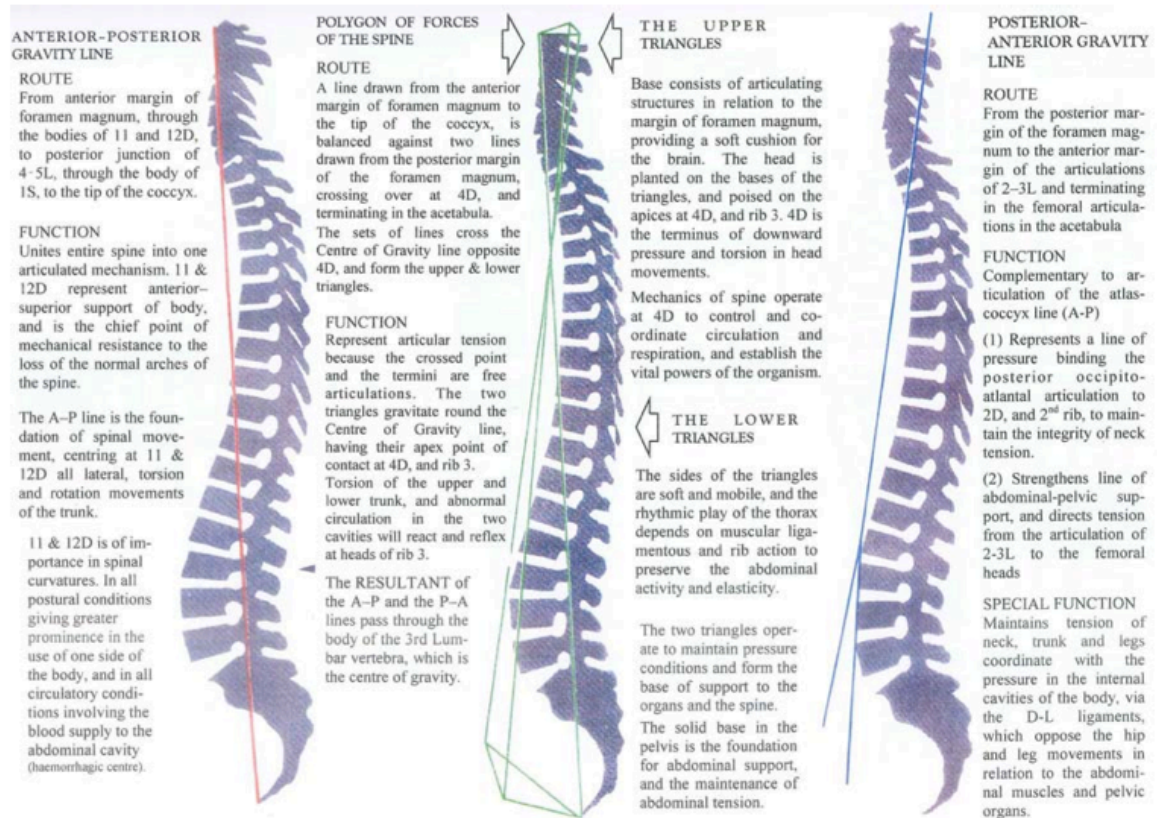 ANTERIOR–POSTERIOR
GRAVITY LINE
ROUTE
From anterior margin of
foramen magnum, through
the bodies of 11 and 12D,
to posterior junction of
4-5L, through the body of
1S, to the tip of the coccyx.
FUNCTION
Unites entire spine into one
articulated mechanism. 11 &
12D represent anterior–
superior support of body,
and is the chief point of
mechanical resistance to the
loss of the normal arches of
the spine.
The A–P line is the foun-
dation of spinal move-
ment, centring at 11 &
12D all lateral, torsion
and rotation movements
of the trunk.
11 & 12D is of im-
portance in spinal
curvatures. In all
postural conditions
giving greater
prominence in the
use of one side of
the body, and in all
circulatory condi-
tions involving the
blood supply to the
abdominal cavity
(haemorrhagic centre).
POLYGON OF FORCES
OF THE SPINE
ROUTE
A line drawn from the anterior
margin of foramen magnum to
the tip of the coccyx, is
balanced against two lines
drawn from the posterior margin
of the foramen magnum,
crossing over at 4D, and
terminating in the acetabula.
The sets of lines cross the
Centre of Gravity line opposite
4D, and form the upper & lower
triangles.
FUNCTION
Represent articular tension
because the crossed point
and the termini are free
articulations. The two
triangles gravitate round the
Centre of Gravity line,
having their apex point of
contact at 4D, and rib 3.
Torsion of the upper and
lower trunk, and abnormal
circulation in the two
cavities will react and reflect
at heads of rib 3.
The RESULTANT of
the A–P and the P–A
lines pass through the
body of the 3rd Lum-
bar vertebra, which is
the centre of gravity.
THE UPPER
TRIANGLES
Base consists of articulating
structures in relation to the
margin of foramen magnum,
providing a soft cushion for
the brain. The head is
planted on the bases of the
triangles, and poised on the
apices at 4D, and rib 3. 4D is
the terminus of downward
pressure and torsion in head
movements.
Mechanics of spine operate
at 4D to control and co-
ordinate circulation and
respiration, and establish the
vital powers of the organism.
THE LOWER
TRIANGLES
The sides of the triangles
are soft and mobile, and the
rhythmic play of the thorax
depends on muscular liga-
mentous and rib action to
preserve the abdominal
activity and elasticity.
The two triangles oper-
ate to maintain pressure
conditions and form the
base of support to the
organs and the spine.
The solid base in the
pelvis is the foundation
for abdominal support,
and the maintenance of
abdominal tension.
POSTERIOR–
ANTERIOR GRAVITY
LINE
ROUTE
From the posterior mar-
gin of the foramen mag-
num to the anterior mar-
gin of the articulations
of 2–3L and terminating
in the femoral articula-
tions in the acetabula
FUNCTION
Complementary to ar-
ticulation of the atlas-
coccyx line (A-P)
(1) Represents a line of
pressure binding the
posterior occipito-
atlantal articulation to
2D, and 2nd rib, to main-
tain the integrity of neck
tension.
(2) Strengthens line of
abdominal-pelvic sup-
port, and directs tension
from the articulation of
2-3L to the femoral
heads
SPECIAL FUNCTION
Maintains tension of
neck, trunk and legs
coordinate with the
pressure in the internal
cavities of the body, via
the D-L ligaments,
which oppose the hip
and leg movements in
relation to the abdomi-
nal muscles and pelvic
organs.